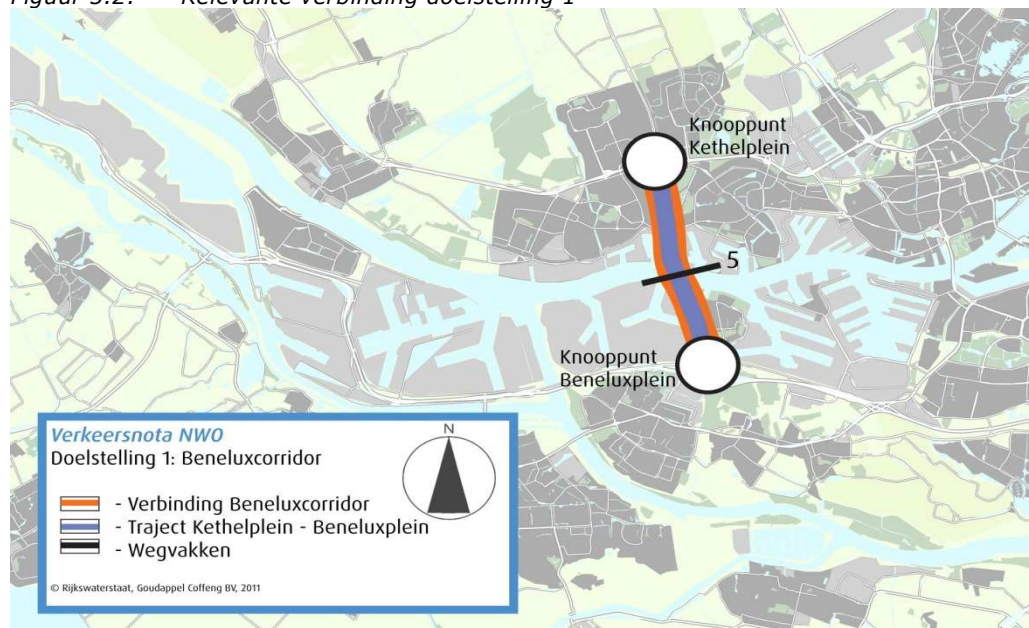 Figuur 5.2: Relevante verbinding doelstelling 1
Knooppunt
Kethelplein
5
Knooppunt
Beneluxplein
Verkeersnota NWO
Doelstelling 1: Beneluxcorridor
N
- Verbinding Beneluxcorridor
- Traject Kethelplein - Beneluxplein
- Wegvakken
© Rijkswaterstaat, Goudappel Coffeng BV, 2011